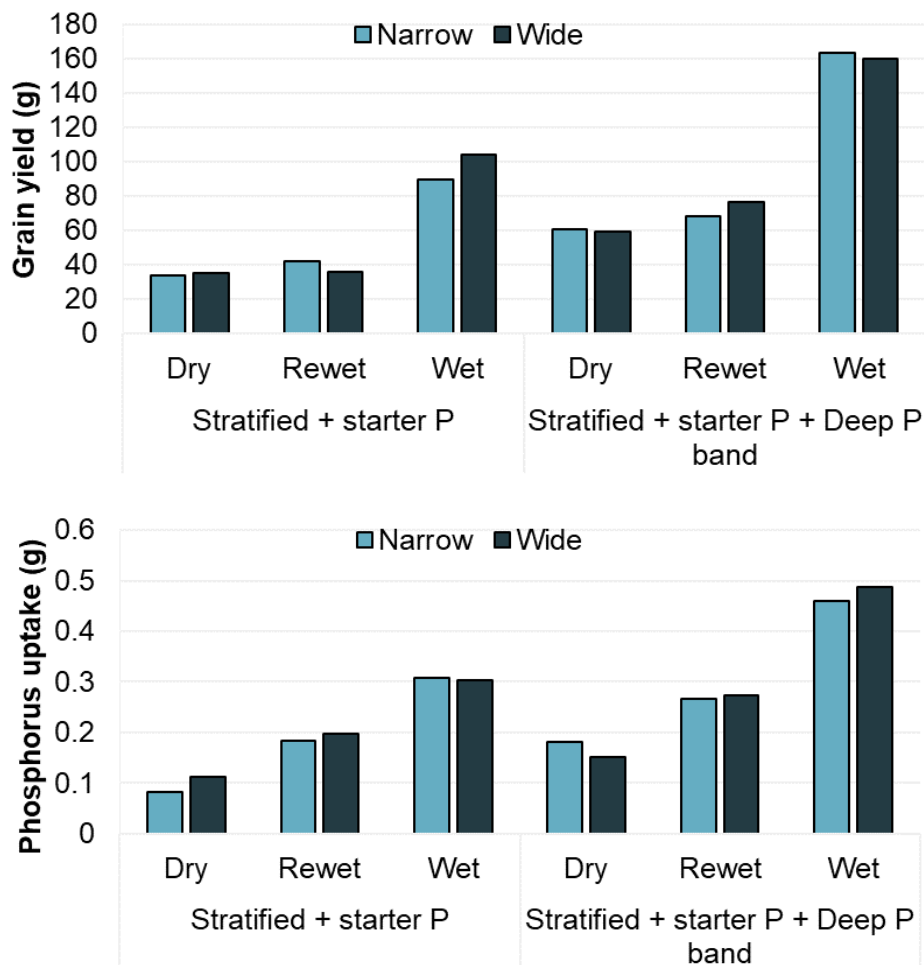 Grain yield (g)
180
160
140
120
100
80
60
40
20
0
Narrow Wide
Dry Rewet Wet Dry Rewet Wet
Stratified + starter P Stratified + starter P + Deep P
band
Phosphorus uptake (g)
0.6
0.5
0.4
0.3
0.2
0.1
0
Narrow Wide
Dry Rewet Wet Dry Rewet Wet
Stratified + starter P Stratified + starter P + Deep P
band